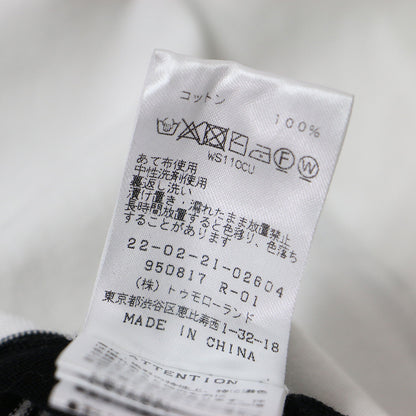 コットン 100%
WS11CCU
あて布使用
中性洗剤使用
裏返し洗い
漬け置き・濡れたまま放置禁止
長時間放置すると色移り、色落ち
することがあります
22-02-21-02604
950817 R-01
(株)トゥモローランド
東京都渋谷区恵比寿西1-32-18
MADE IN CHINA
ATTENTION